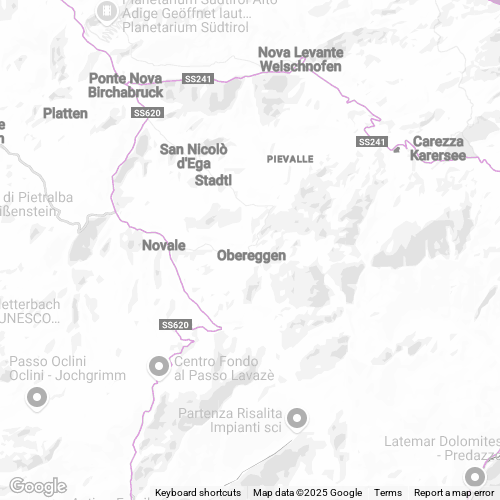 Planetarium Südtirol Alto
Adige Geöffnet laut…
Planetarium Südtirol
Nova Levante
Welschnofen
Ponte Nova
Birchabruck
SS241
SS620
Platten
Carezza
Karersee
SS241
San Nicolò
d'Ega
PIEVALLE
Stadtl
di Pietralba
Novale
Obereggen
UNESCO…
SS620
Passo Oclini
Oclini - Jochgrimm
Centro Fondo
al Passo Lavazè
Partenza Risalita
Impianti sci
Latemar Dolomites
- Predazzo
Google
Keyboard shortcuts
Map data ©2025 Google
Terms
Report a map error